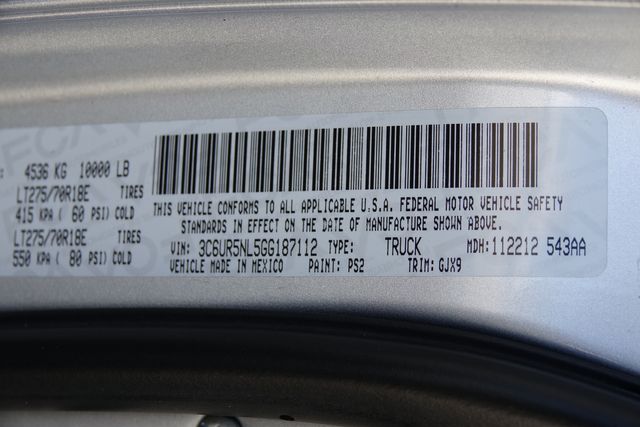 : 4536 KG 10000 LB
LT275/70R18E TIRES
415 KPA ( 60 PSI) COLD
LT275/70R18E TIRES
550 KPA ( 80 PSI) COLD
THIS VEHICLE CONFORMS TO ALL APPLICABLE U.S.A. FEDERAL MOTOR VEHICLE SAFETY
STANDARDS IN EFFECT ON THE DATE OF MANUFACTURE SHOWN ABOVE.
VIN: 3C6UR5NL5GG187112 TYPE: TRUCK MDH: 112212 543AA
VEHICLE MADE IN MEXICO PAINT: PS2 TRIM: GJX9